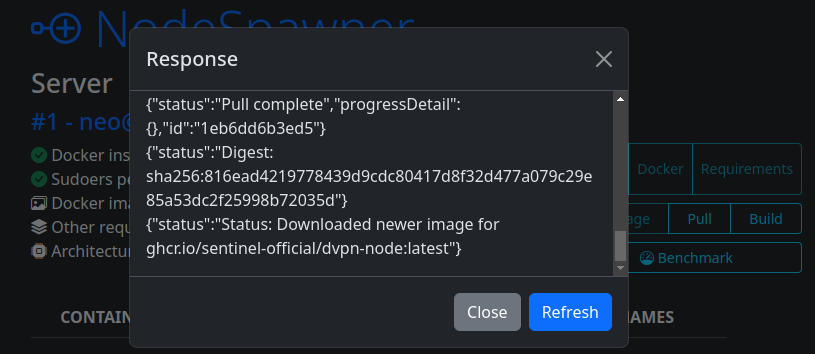 NodeSpawner
Response
Server
{"status":"Pull complete","progressDetail":
{},"id":"1eb6dd6b3ed5"}
{"status":"Digest:
sha256:816ead4219778439d9cdc80417d8f32d477a079c29e
85a53dc2f25998b72035d"}
{"status":"Status: Downloaded newer image for
ghcr.io/sentinel-official/dvpn-node:latest"}
#1 - neo@
Docker ins
Sudoers pe
Docker ima
Other requ
Architectu
Docker Requirements
age Pull Build
Benchmark
Close Refresh
CONTAIN
AMES